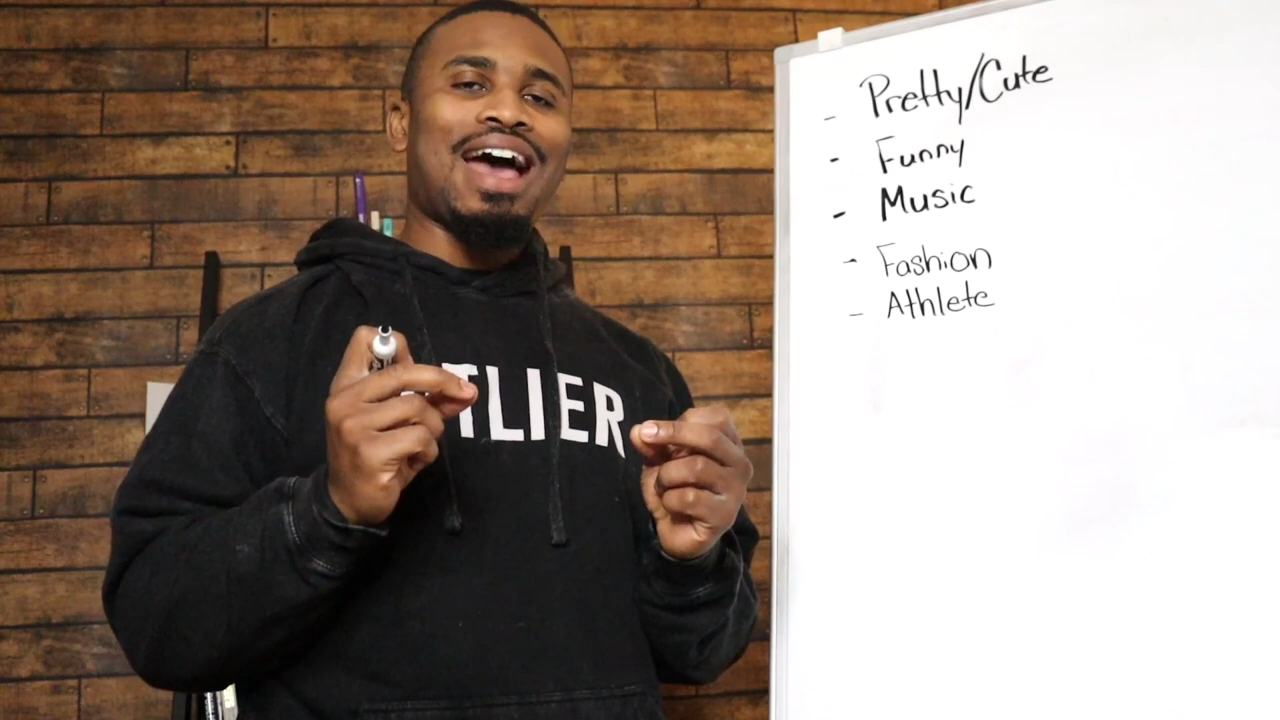 TLIER
- Pretty/Cute
- Funny
- Music
- Fashion
- Athlete